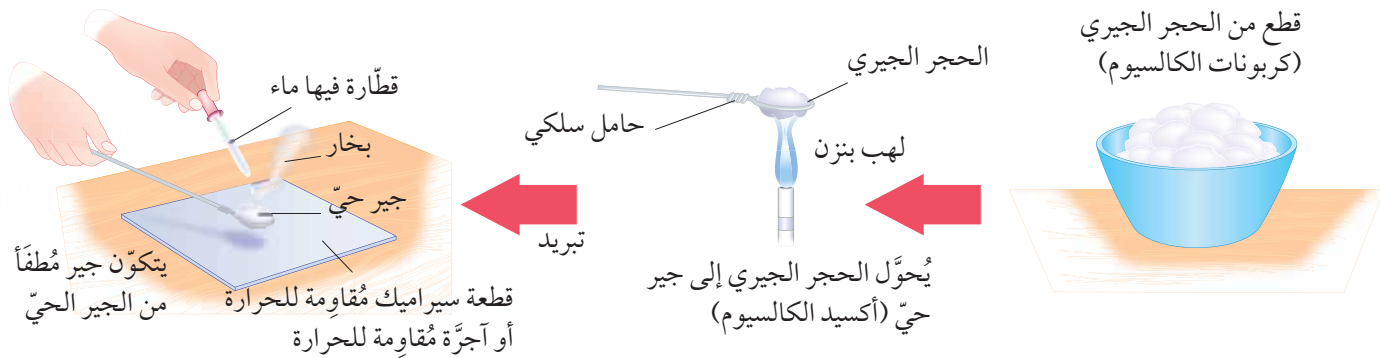 قطع من الحجر الجيري
(كربونات الكالسيوم)
الحجر الجيري
حامل سلكي
لهب بنزن
يُحوَّل الحجر الجيري إلى جير
حيّ (أكسيد الكالسيوم)
تبريد
قطّارة فيها ماء
بخار
جير حيّ
قطعة سيراميك مُقاوِمة للحرارة
أو آجرَّة مُقاوِمة للحرارة
يتكوّن جير مُطفَأ
من الجير الحيّ